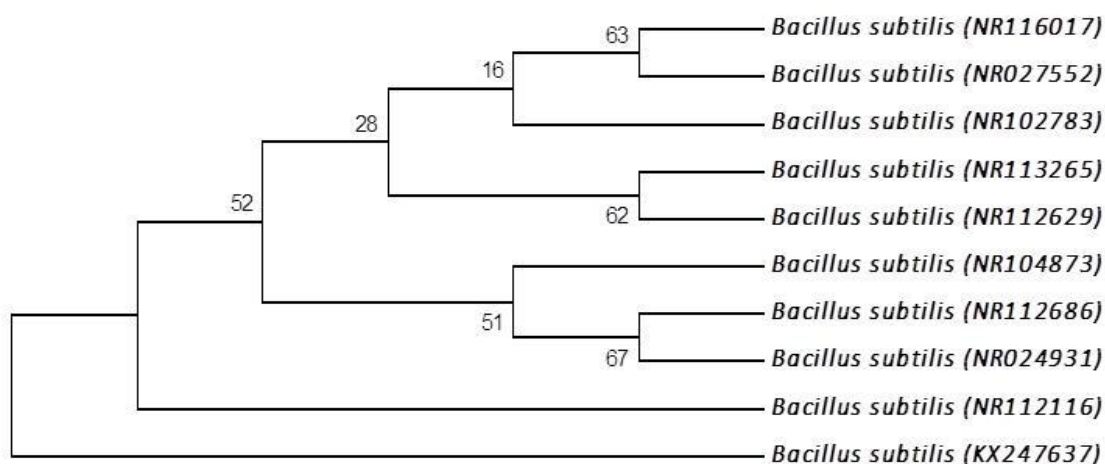 63
Bacillus subtilis (NR116017)
Bacillus subtilis (NR027552)
16
Bacillus subtilis (NR102783)
28
Bacillus subtilis (NR113265)
62
Bacillus subtilis (NR112629)
52
Bacillus subtilis (NR104873)
51
Bacillus subtilis (NR112686)
67
Bacillus subtilis (NR024931)
Bacillus subtilis (NR112116)
Bacillus subtilis (KX247637)